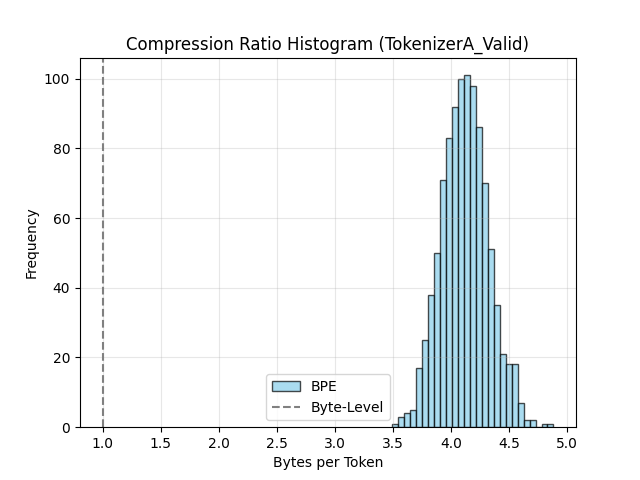 Compression Ratio Histogram (TokenizerA_Valid)
100
80
60
40
20
0
Frequency
BPE
Byte-Level
1.0 1.5 2.0 2.5 3.0 3.5 4.0 4.5 5.0
Bytes per Token